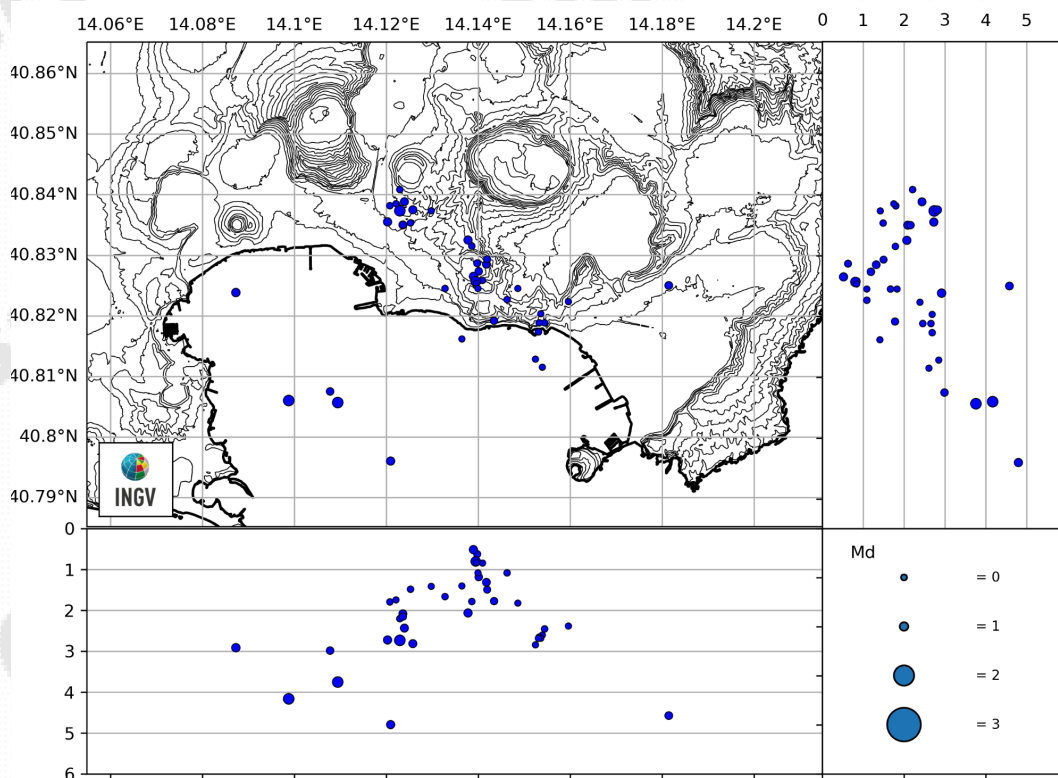 14.06°E 14.08°E 14.1°E 14.12°E 14.14°E 14.16°E 14.18°E 14.2°E 0 1 2 3 4 5
40.86°N
40.85°N
40.84°N
40.83°N
40.82°N
40.81°N
40.8°N
40.79°N
INGV
0
1
2
3
4
5
6
Md
= 0
= 1
= 2
= 3